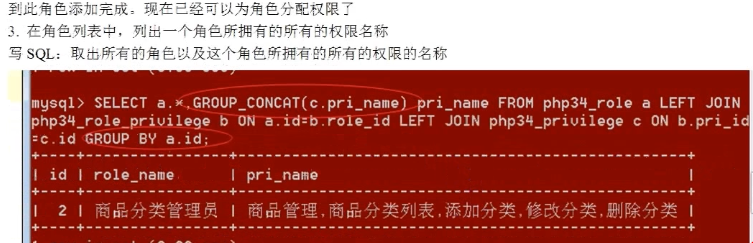 到此角色添加完成。现在已经可以为角色分配权限了
3. 在角色列表中，列出一个角色所拥有的所有的权限名称
写 SQL：取出所有的角色以及这个角色所拥有的所有的权限的名称
mysql> SELECT a.*,GROUP_CONCAT(c.pri_name) pri_name FROM php34_role a LEFT JOIN
php34_role_privilege b ON a.id=b.role_id LEFT JOIN php34_privilege c ON b.pri_id
=c.id GROUP BY a.id;
| id | role_name | pri_name |
| 2 | 商品分类管理员 | 商品管理,商品分类列表,添加分类,修改分类,删除分类 |